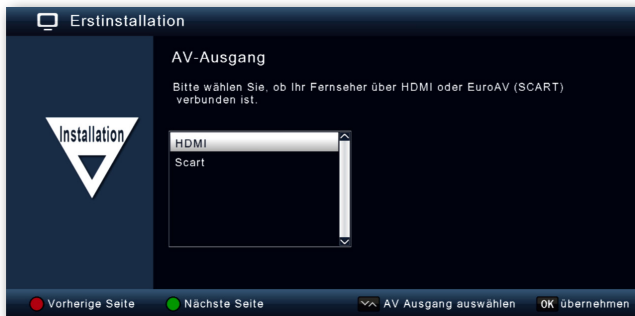 Erstinstallation
AV-Ausgang
Bitte wählen Sie, ob Ihr Fernseher über HDMI oder EuroAV (SCART)
verbunden ist.
Installation
HDMI
Scart
Vorherige Seite
Nächste Seite
AV Ausgang auswählen
OK übernehmen